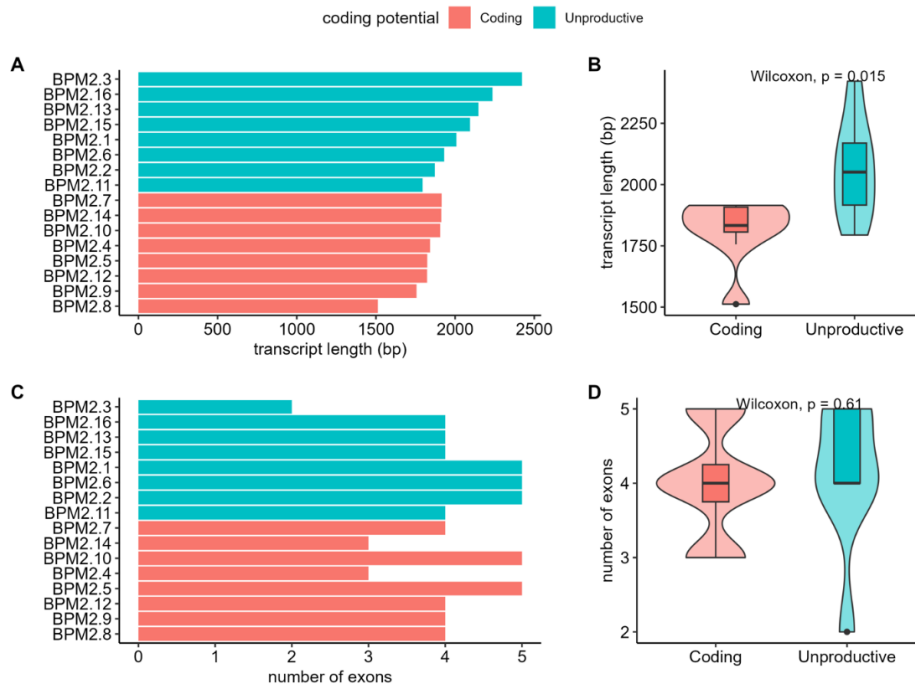 coding potential Coding Unproductive
A
BPM2.3
BPM2.16
BPM2.13
BPM2.15
BPM2.1
BPM2.6
BPM2.2
BPM2.11
BPM2.7
BPM2.14
BPM2.10
BPM2.4
BPM2.5
BPM2.12
BPM2.9
BPM2.8
0 500 1000 1500 2000 2500
transcript length (bp)
B
Wilcoxon, p = 0.015
transcript length (bp)
2250
2000
1750
1500
Coding Unproductive
C
BPM2.3
BPM2.16
BPM2.13
BPM2.15
BPM2.1
BPM2.6
BPM2.2
BPM2.11
BPM2.7
BPM2.14
BPM2.10
BPM2.4
BPM2.5
BPM2.12
BPM2.9
BPM2.8
0 1 2 3 4 5
number of exons
D
Wilcoxon, p = 0.61
number of exons
5
4
3
2
Coding Unproductive